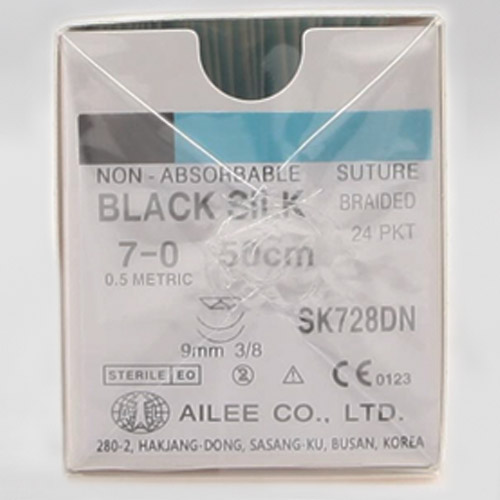 NON - ABSORBABLE SUTURE
BLACK SILK BRAIDED
24 PKT
7-0 50cm
0.5 METRIC
SK728DN
9mm 3/8
STERILE EO 2 CE 0123
AILEE CO., LTD.
280-2, HAKJANG-DONG, SASANG-KU, BUSAN, KOREA